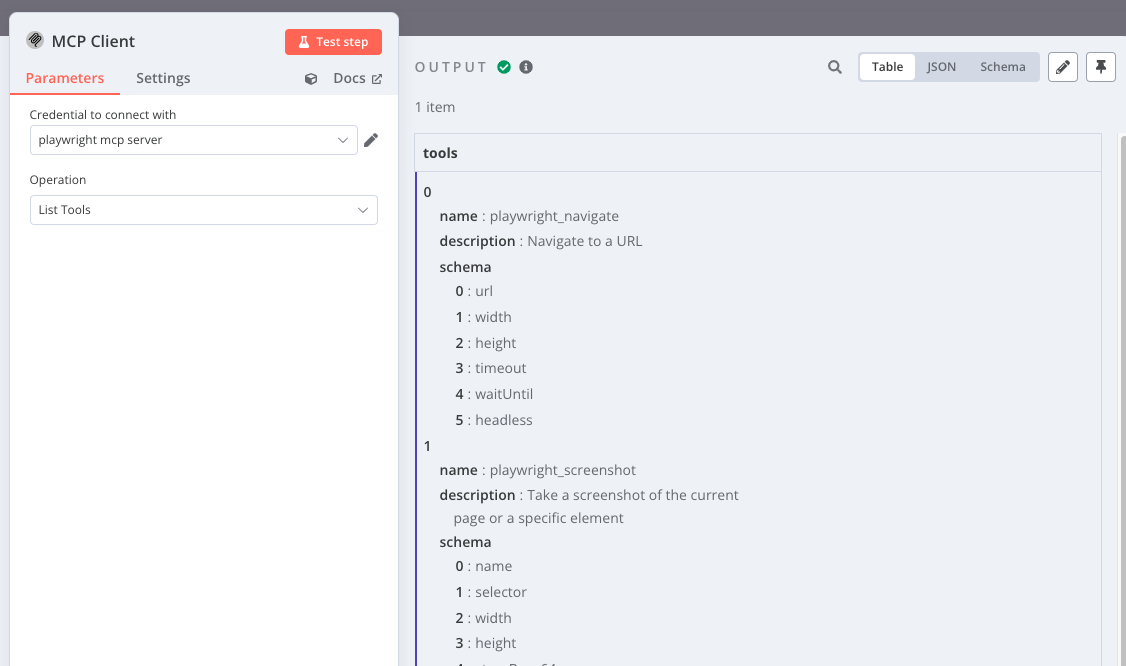 MCP Client
Test step
Parameters
Settings
Docs
Credential to connect with
playwright mcp server
Operation
List Tools
OUTPUT
Table
JSON
Schema
1 item
tools
0
name : playwright_navigate
description : Navigate to a URL
schema
0 : url
1 : width
2 : height
3 : timeout
4 : waitUntil
5 : headless
1
name : playwright_screenshot
description : Take a screenshot of the current
page or a specific element
schema
0 : name
1 : selector
2 : width
3 : height